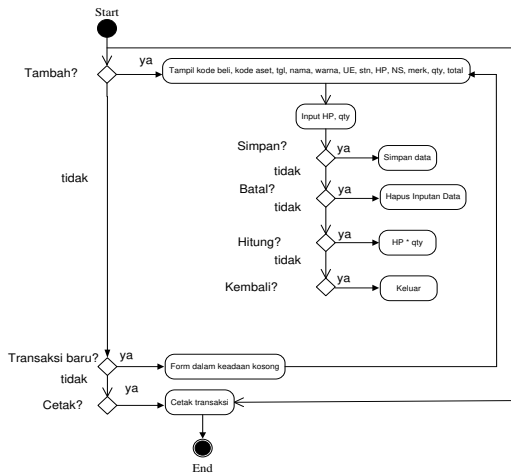 Start
Tambah?
ya
Tampil kode beli, kode aset, tgl, nama, warna, UE, stn, HP, NS, merk, qty, total
Input HP, qty
Simpan?
ya
Simpan data
tidak
tidak
Batal?
ya
Hapus Inputan Data
tidak
Hitung?
ya
HP * qty
tidak
Kembali?
ya
Keluar
Transaksi baru?
ya
Form dalam keadaan kosong
tidak
Cetak?
ya
Cetak transaksi
End